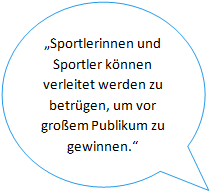 „Sportlerinnen und
Sportler können
verleitet werden zu
betrügen, um vor
großem Publikum zu
gewinnen.“